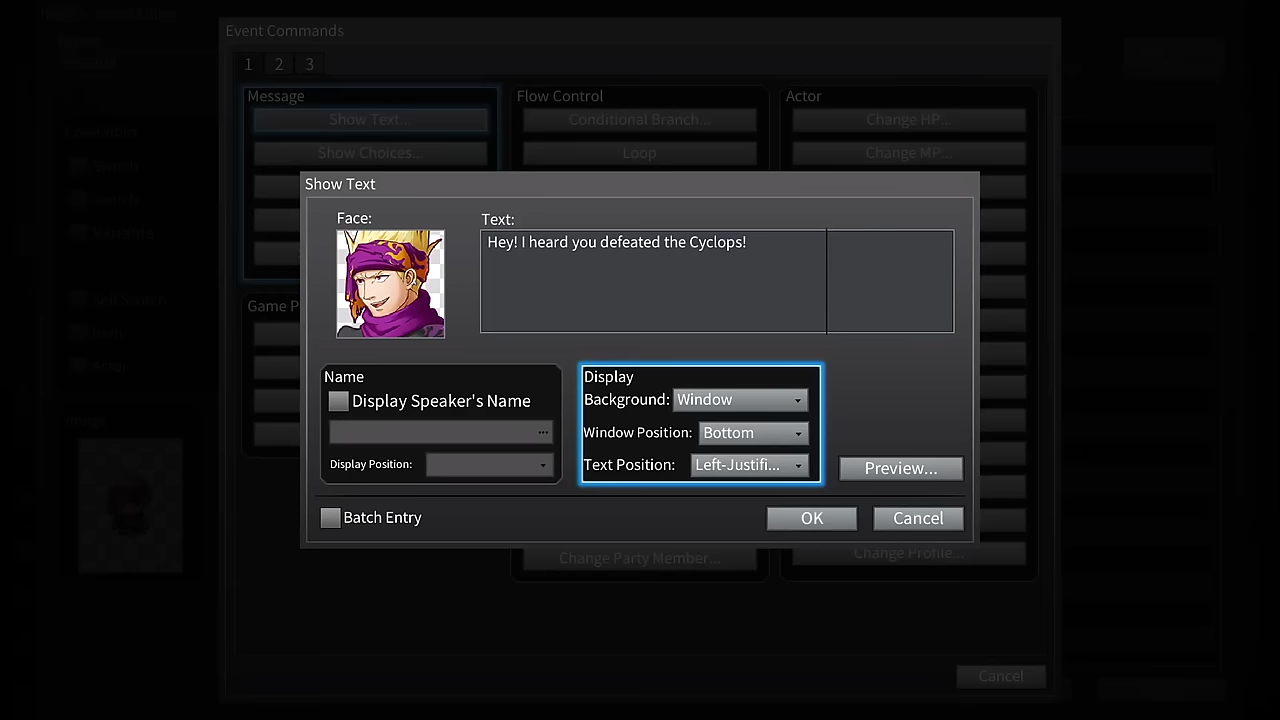 Event Commands
1 2 3
Message
Flow Control
Actor
Show Text...
Conditional Branch...
Change HP...
Show Choices...
Loop
Change MP...
Show Text
Face:
Text:
Hey! I heard you defeated the Cyclops!
Game P
Name
Display Speaker's Name
Display Position:
Display
Background: Window
Window Position: Bottom
Text Position: Left-Justifi...
Preview...
Batch Entry
OK
Cancel
Change Party Member...
Change Profile...
Cancel